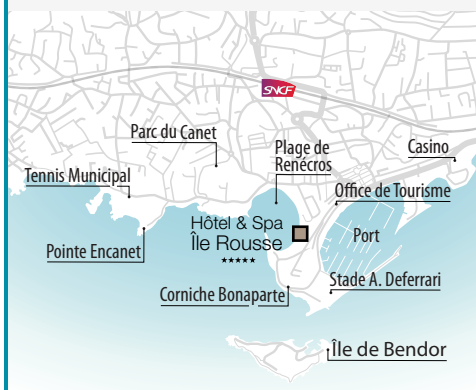 SNCF
Parc du Canet
Plage de
Renécros
Casino
Tennis Municipal
Office de Tourisme
Hôtel & Spa
Île Rousse
★★★★★
Port
Pointe Encanet
Stade A. Deferrari
Corniche Bonaparte
Île de Bendor